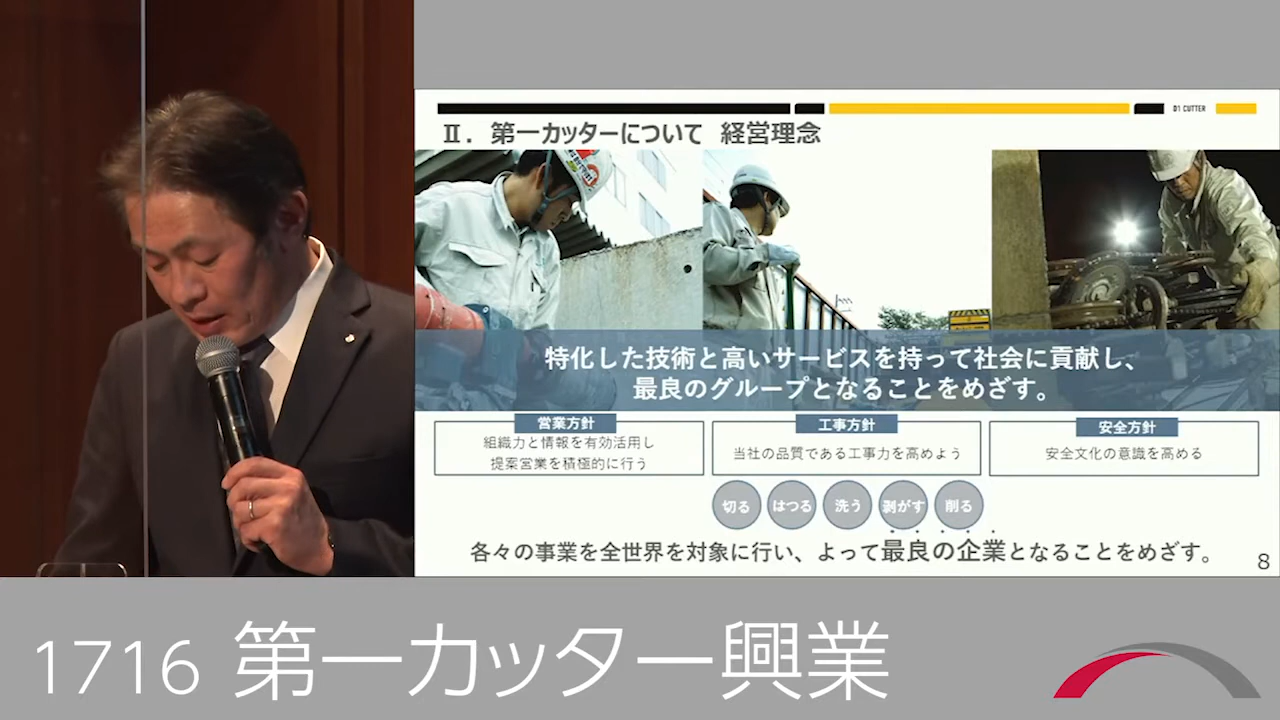 D1 CUTTER
Ⅱ. 第一カッターについて 経営理念
特化した技術と高いサービスを持って社会に貢献し、
最良のグループとなることをめざす。
営業方針
組織力と情報を有効活用し
提案営業を積極的に行う
工事方針
当社の品質である工事力を高めよう
安全方針
安全文化の意識を高める
切る はつる 洗う 剥がす 削る
各々の事業を全世界を対象に行い、よって最良の企業となることをめざす。
8
1716 第一カッター興業